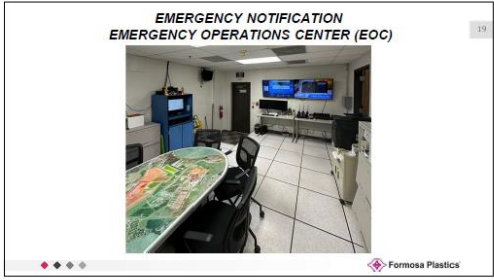 EMERGENCY NOTIFICATION
EMERGENCY OPERATIONS CENTER (EOC)
19
Formosa Plastics